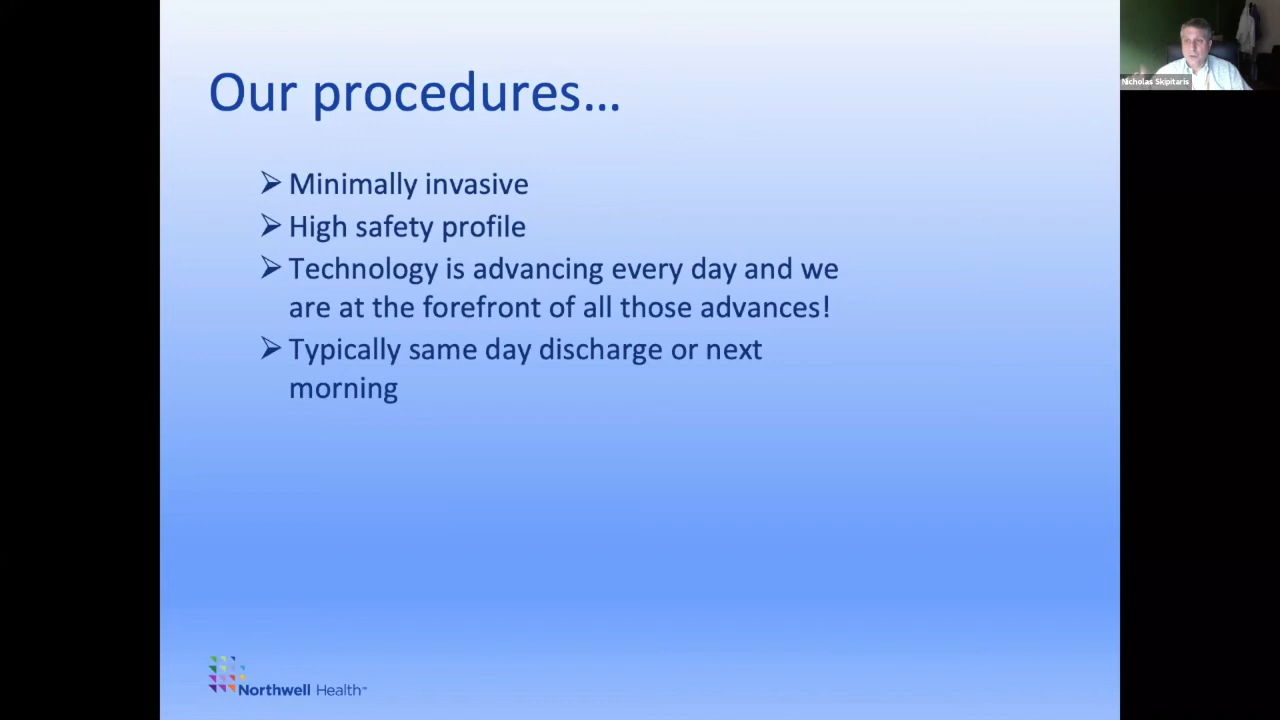 Our procedures...
Minimally invasive
High safety profile
Technology is advancing every day and we
are at the forefront of all those advances!
Typically same day discharge or next
morning
Nicholas Skipitaris
Northwell Health™